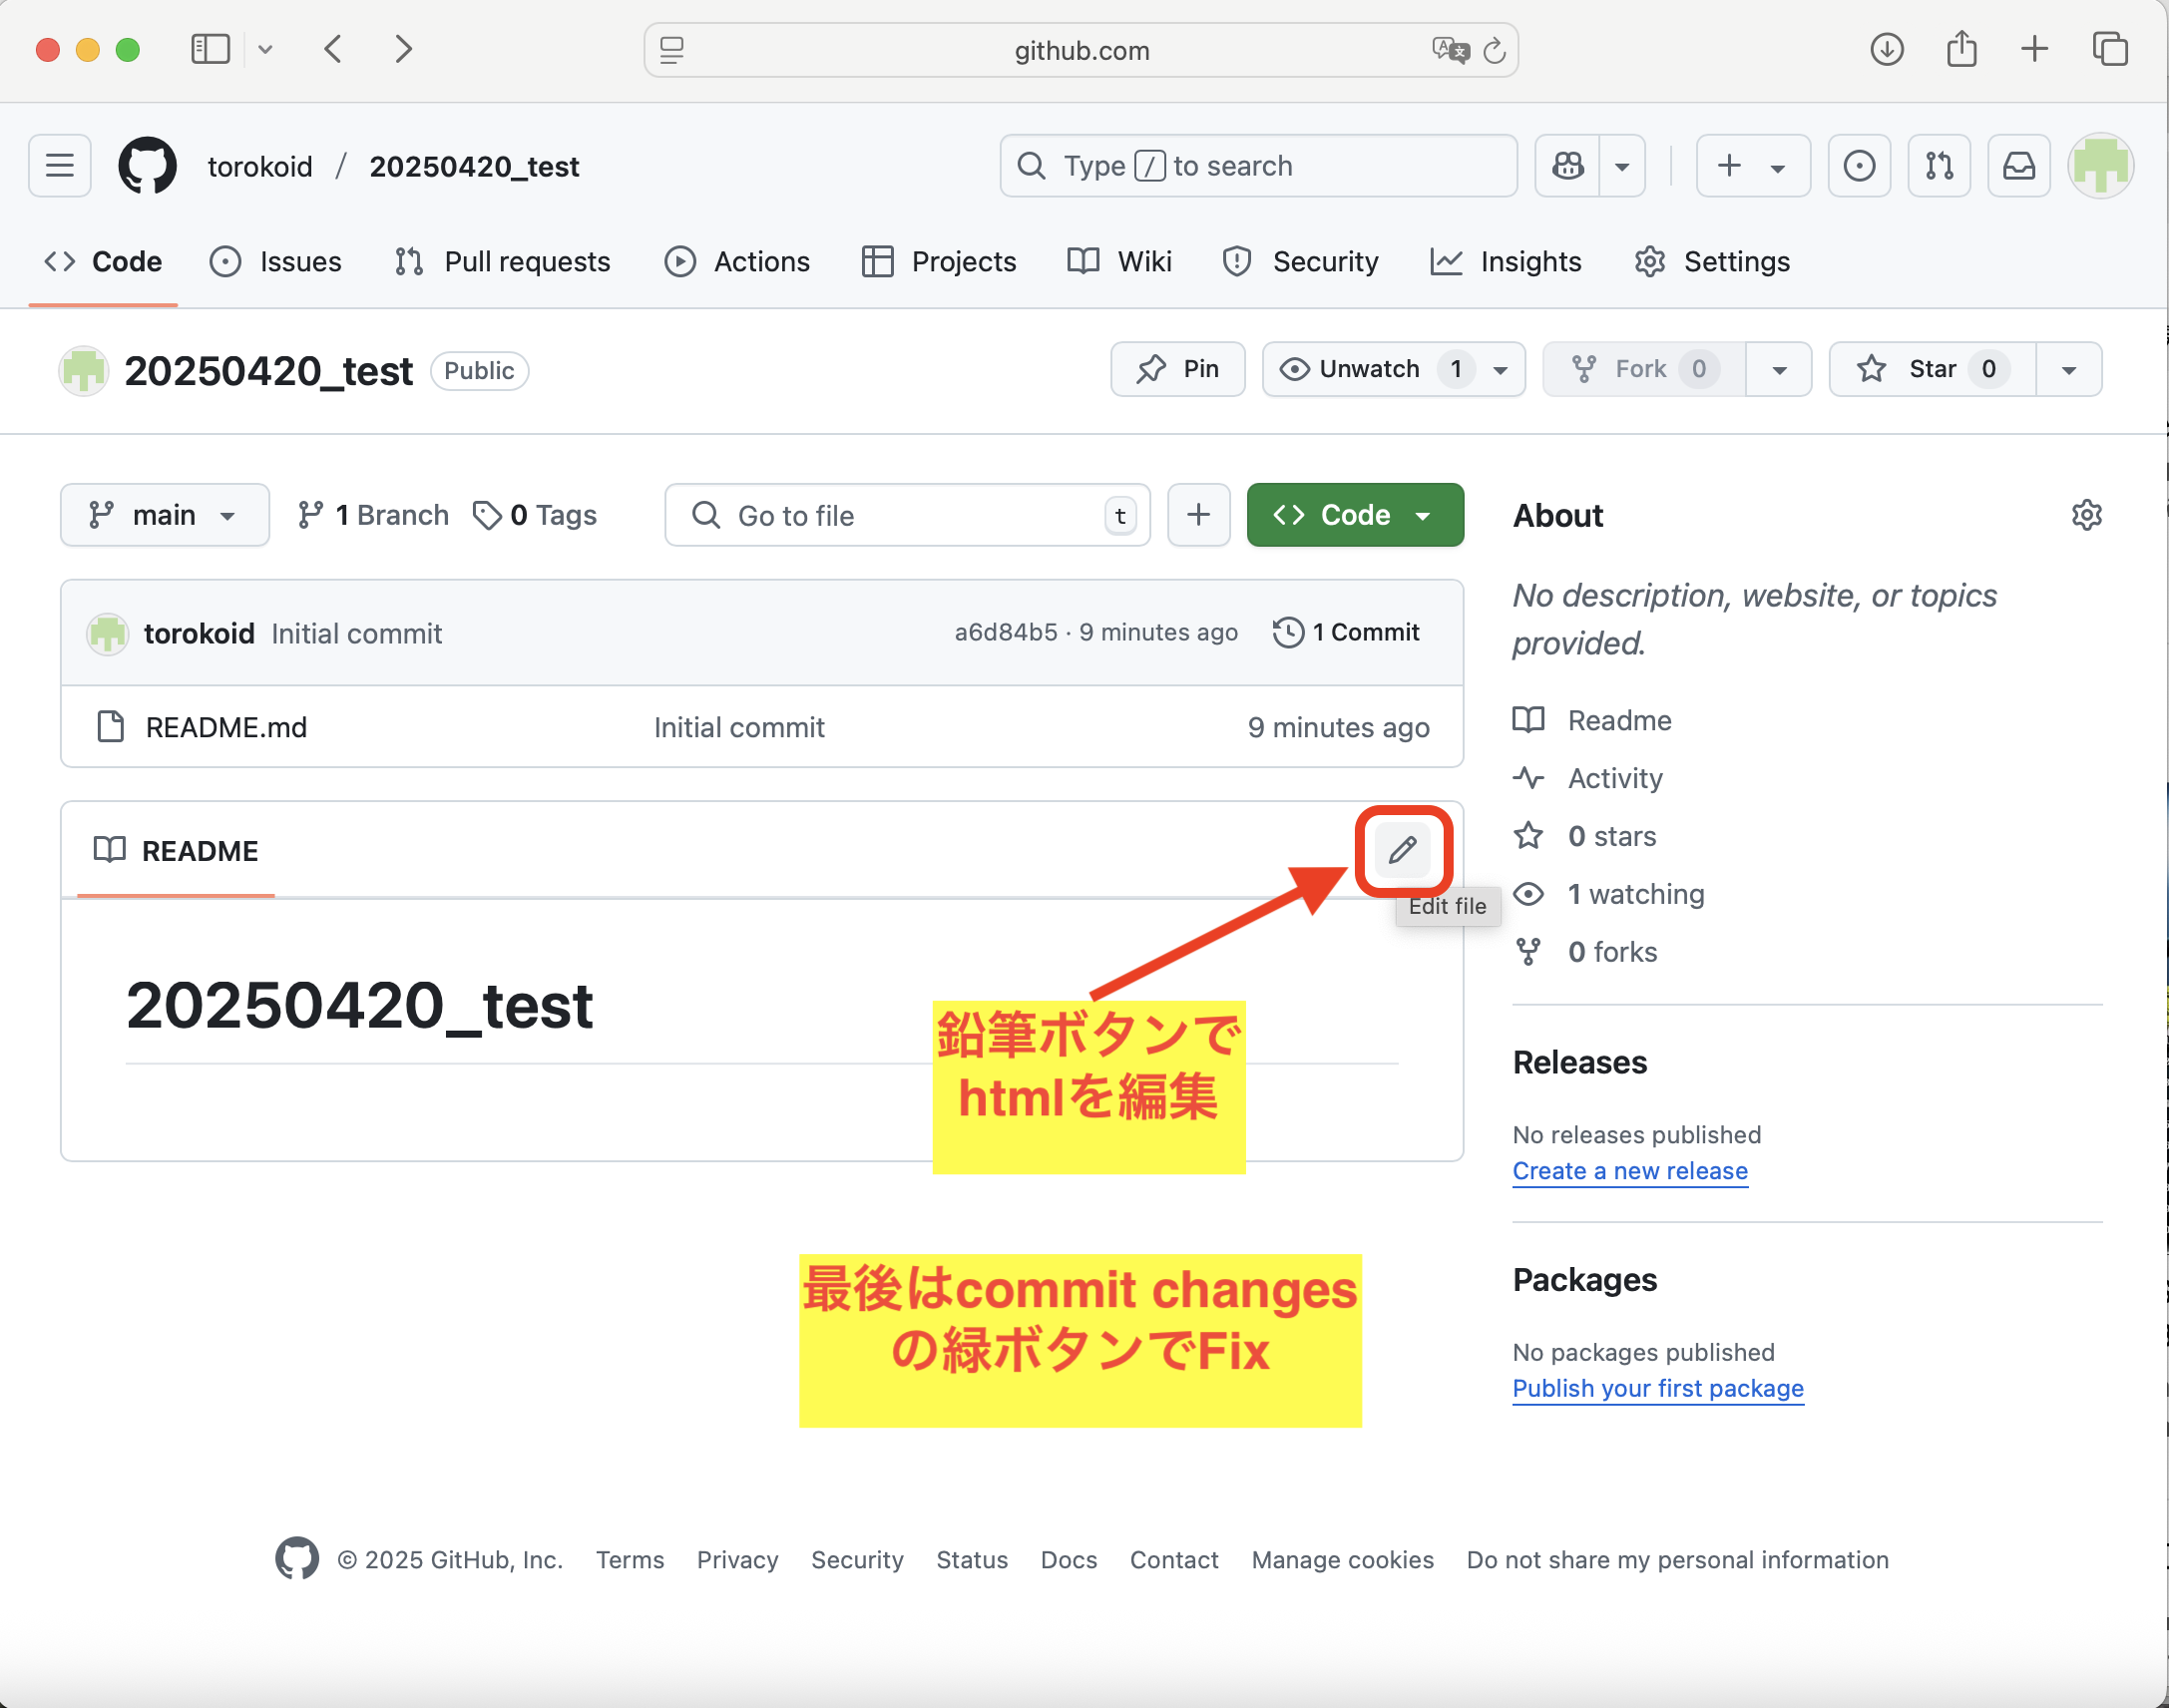 github.com
torokoid / 20250420_test
Type / to search
Code
Issues
Pull requests
Actions
Projects
Wiki
Security
Insights
Settings
20250420_test Public
Pin
Unwatch 1
Fork 0
Star 0
main
1 Branch
0 Tags
Go to file t
Code
torokoid Initial commit
a6d84b5 · 9 minutes ago
1 Commit
README.md
Initial commit
9 minutes ago
README
Edit file
20250420_test
鉛筆ボタンで
htmlを編集
最後はcommit changes
の緑ボタンでFix
About
No description, website, or topics
provided.
Readme
Activity
0 stars
1 watching
0 forks
Releases
No releases published
Create a new release
Packages
No packages published
Publish your first package
© 2025 GitHub, Inc.
Terms
Privacy
Security
Status
Docs
Contact
Manage cookies
Do not share my personal information